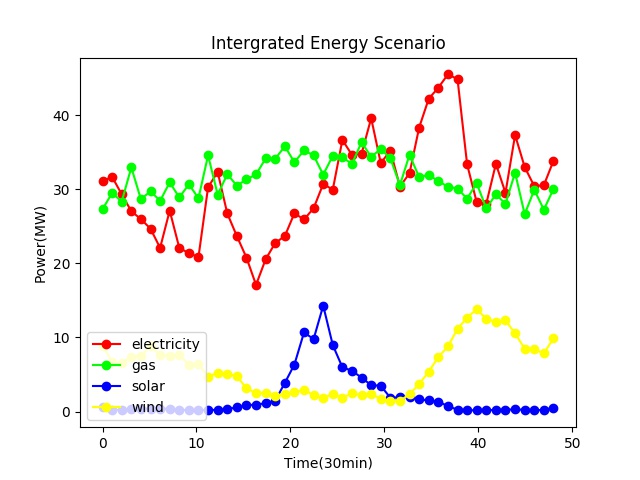 Intergrated Energy Scenario
Power(MW)
40
30
20
10
0
electricity
gas
solar
wind
0 10 20 30 40 50
Time(30min)